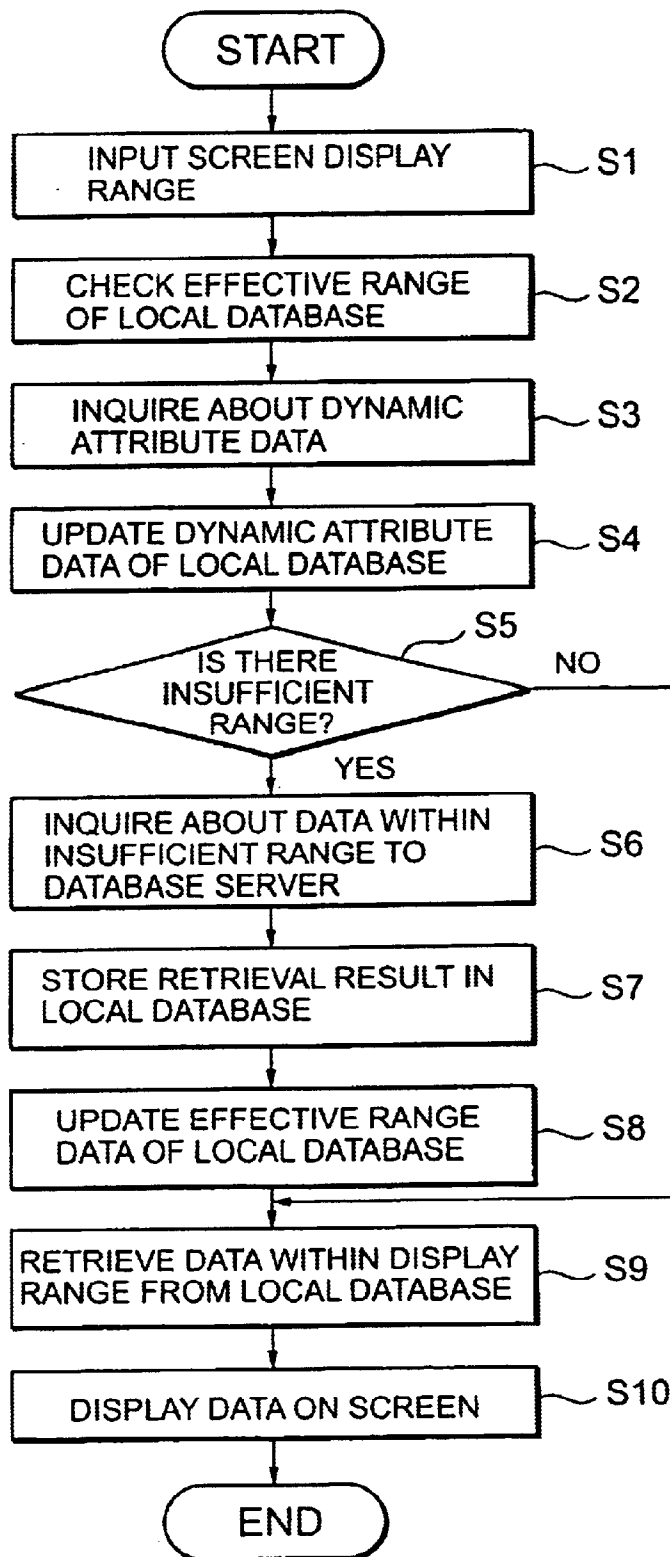 START
INPUT SCREEN DISPLAY
RANGE
S1
CHECK EFFECTIVE RANGE
OF LOCAL DATABASE
S2
INQUIRE ABOUT DYNAMIC
ATTRIBUTE DATA
S3
UPDATE DYNAMIC ATTRIBUTE
DATA OF LOCAL DATABASE
S4
S5
IS THERE
INSUFFICIENT
RANGE?
NO
YES
INQUIRE ABOUT DATA WITHIN
INSUFFICIENT RANGE TO
DATABASE SERVER
S6
STORE RETRIEVAL RESULT IN
LOCAL DATABASE
S7
UPDATE EFFECTIVE RANGE
DATA OF LOCAL DATABASE
S8
RETRIEVE DATA WITHIN DISPLAY
RANGE FROM LOCAL DATABASE
S9
DISPLAY DATA ON SCREEN
S10
END